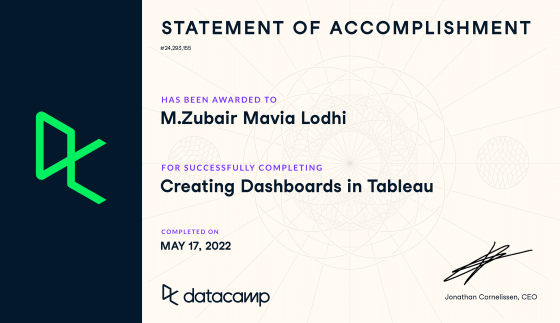 STATEMENT OF ACCOMPLISHMENT
#24,293,155
HAS BEEN AWARDED TO
M.Zubair Mavia Lodhi
FOR SUCCESSFULLY COMPLETING
Creating Dashboards in Tableau
COMPLETED ON
MAY 17, 2022
datacamp
Jonathan Cornelissen, CEO